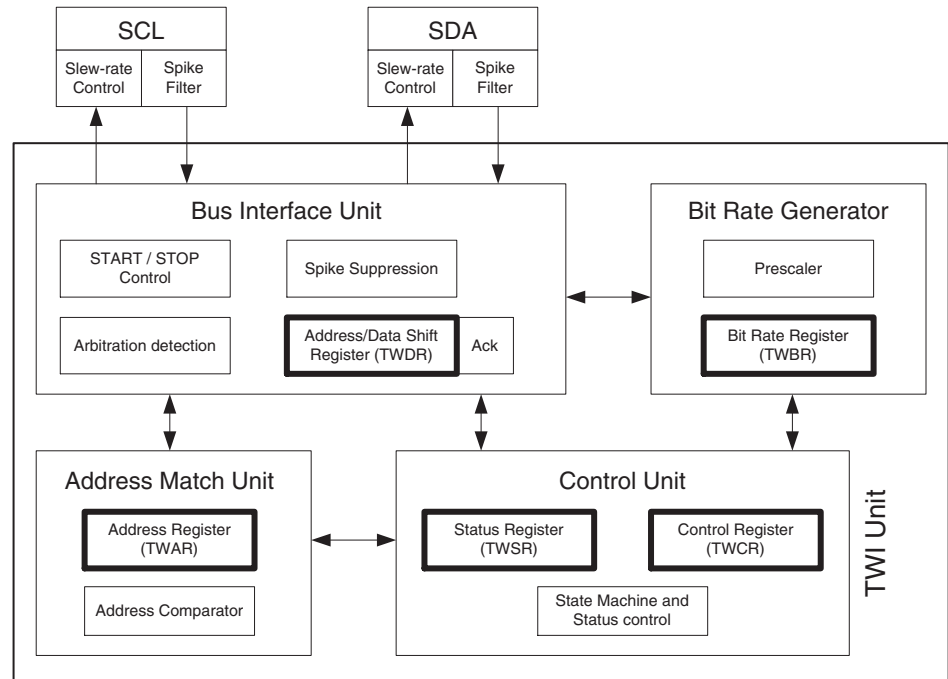 SCL
Slew-rate
Control
Spike
Filter
SDA
Slew-rate
Control
Spike
Filter
Bus Interface Unit
START / STOP
Control
Spike Suppression
Arbitration detection
Address/Data Shift
Register (TWDR)
Ack
Bit Rate Generator
Prescaler
Bit Rate Register
(TWBR)
Address Match Unit
Address Register
(TWAR)
Address Comparator
Control Unit
Status Register
(TWSR)
Control Register
(TWCR)
State Machine and
Status control
TWI Unit